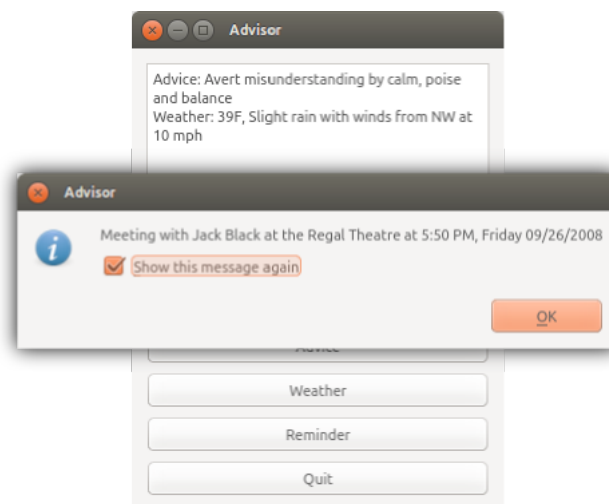 Advisor
Advice: Avert misunderstanding by calm, poise
and balance
Weather: 39F, Slight rain with winds from NW at
10 mph
Advisor
Meeting with Jack Black at the Regal Theatre at 5:50 PM, Friday 09/26/2008
Show this message again
OK
Advice
Weather
Reminder
Quit